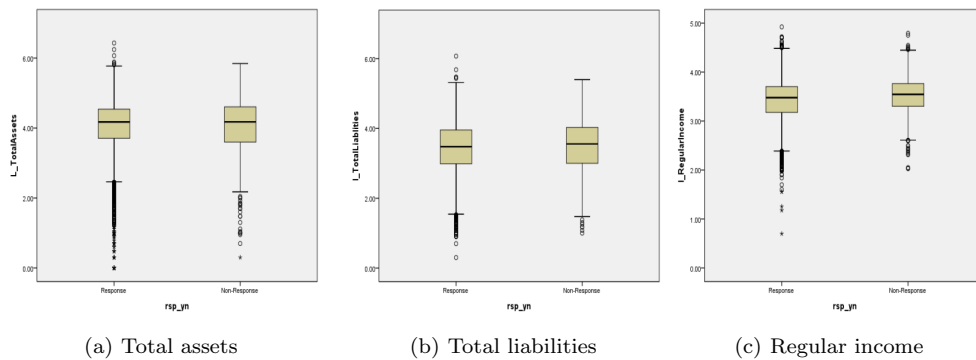 L_TotalAssets
6.00
4.00
2.00
0.00
Response
Non-Response
rsp_yn
l_TotalLiablities
6.00
4.00
2.00
0.00
Response
Non-Response
rsp_yn
l_RegularIncome
5.00
4.00
3.00
2.00
1.00
0.00
Response
Non-Response
rsp_yn
(a) Total assets
(b) Total liabilities
(c) Regular income